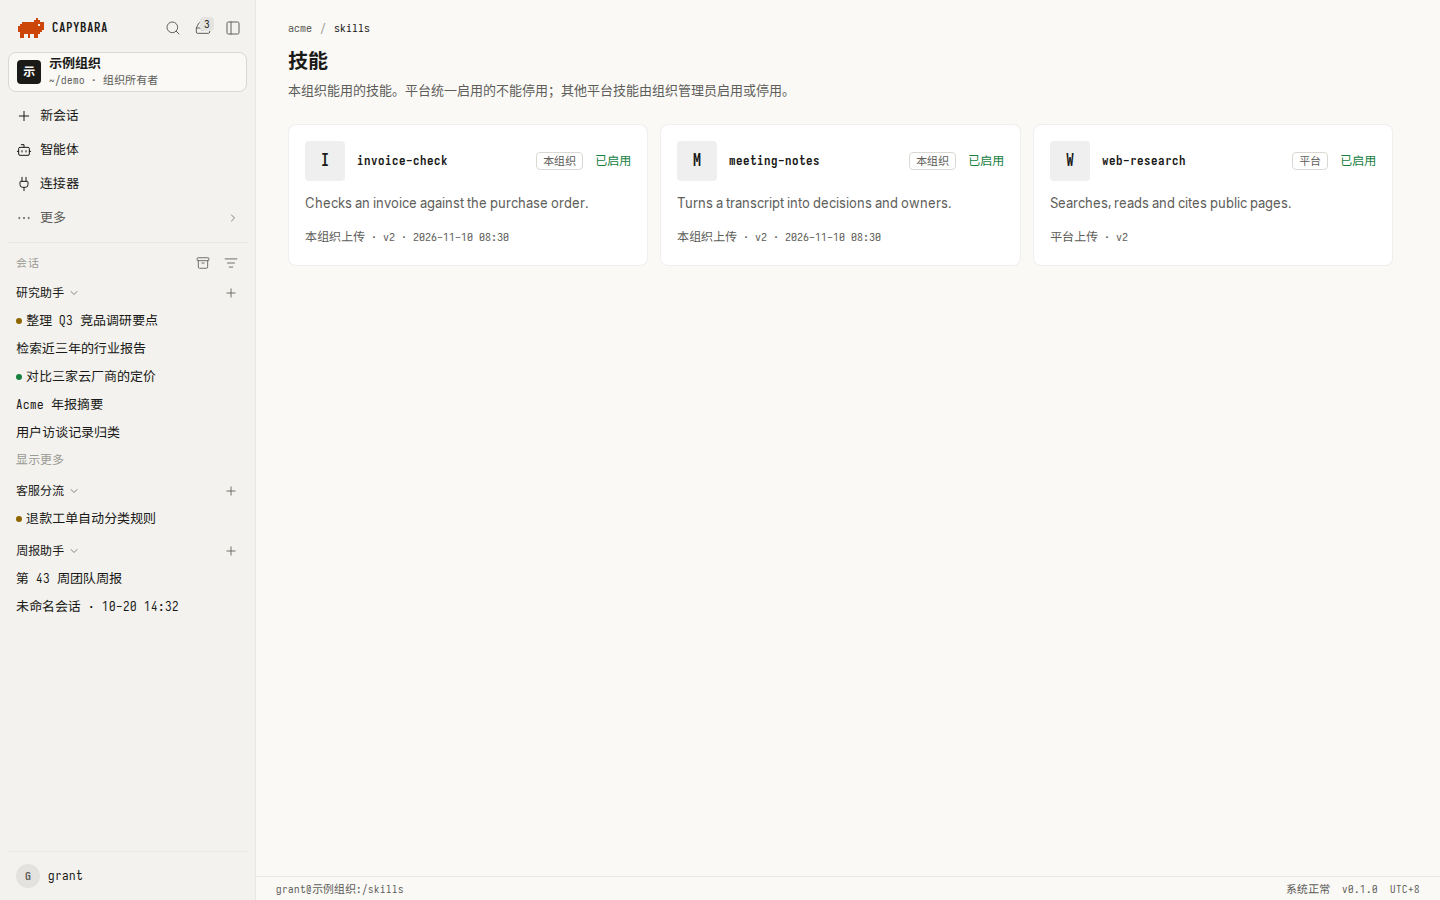 CAPYBARA
3
示
示例组织
~/demo · 组织所有者
新会话
智能体
连接器
更多
会话
研究助手
整理 Q3 竞品调研要点
检索近三年的行业报告
对比三家云厂商的定价
Acme 年报摘要
用户访谈记录归类
显示更多
客服分流
退款工单自动分类规则
周报助手
第 43 周团队周报
未命名会话 · 10-20 14:32
G grant
acme / skills
技能
本组织能用的技能。平台统一启用的不能停用；其他平台技能由组织管理员启用或停用。
I invoice-check 本组织 已启用
Checks an invoice against the purchase order.
本组织上传 · v2 · 2026-11-10 08:30
M meeting-notes 本组织 已启用
Turns a transcript into decisions and owners.
本组织上传 · v2 · 2026-11-10 08:30
W web-research 平台 已启用
Searches, reads and cites public pages.
平台上传 · v2
grant@示例组织:/skills
系统正常 v0.1.0 UTC+8